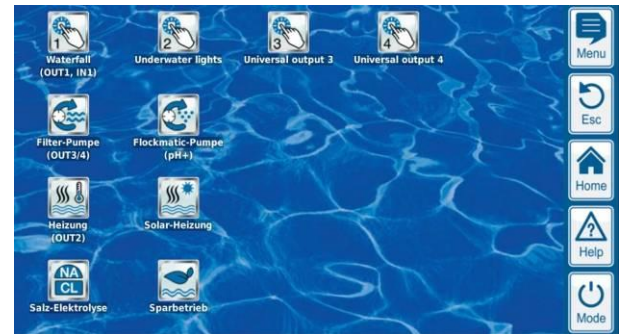 1
2
3
4
Waterfall
(OUT1, IN1)
Underwater lights
Universal output 3
Universal output 4
Filter-Pumpe
(OUT3/4)
Flockmatic-Pumpe
(pH+)
Heizung
(OUT2)
Solar-Heizung
NA
CL
Salz-Elektrolyse
Sparbetrieb
Menu
Esc
Home
?
Help
Mode